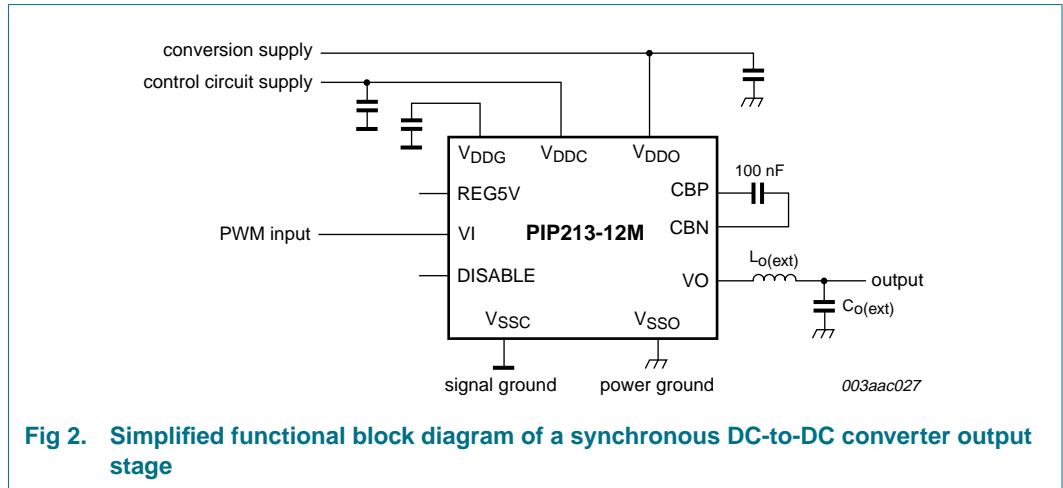 conversion supply
control circuit supply
VDDG VDDC VDDO
100 nF
REG5V CBP
CBN
PWM input VI PIP213-12M
Lo(ext)
DISABLE VO output
Co(ext)
VSSC VSSO
signal ground power ground 003aac027
Fig 2. Simplified functional block diagram of a synchronous DC-to-DC converter output
stage